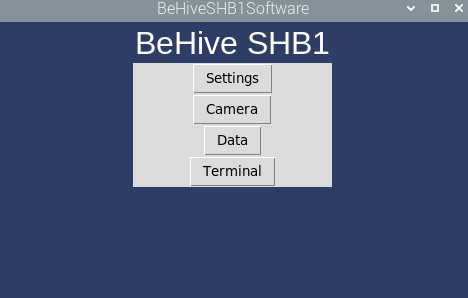 BeHiveSHB1Software
BeHive SHB1
Settings
Camera
Data
Terminal